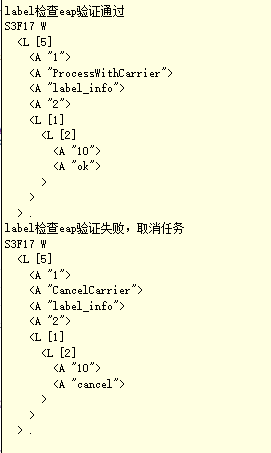 label检查eap验证通过
S3F17 W
<L [5]
<A "1">
<A "ProcessWithCarrier">
<A "label_info">
<A "2">
<L [1]
<L [2]
<A "10">
<A "ok">
>
>
> .
label检查eap验证失败，取消任务
S3F17 W
<L [5]
<A "1">
<A "CancelCarrier">
<A "label_info">
<A "2">
<L [1]
<L [2]
<A "10">
<A "cancel">
>
>
> .